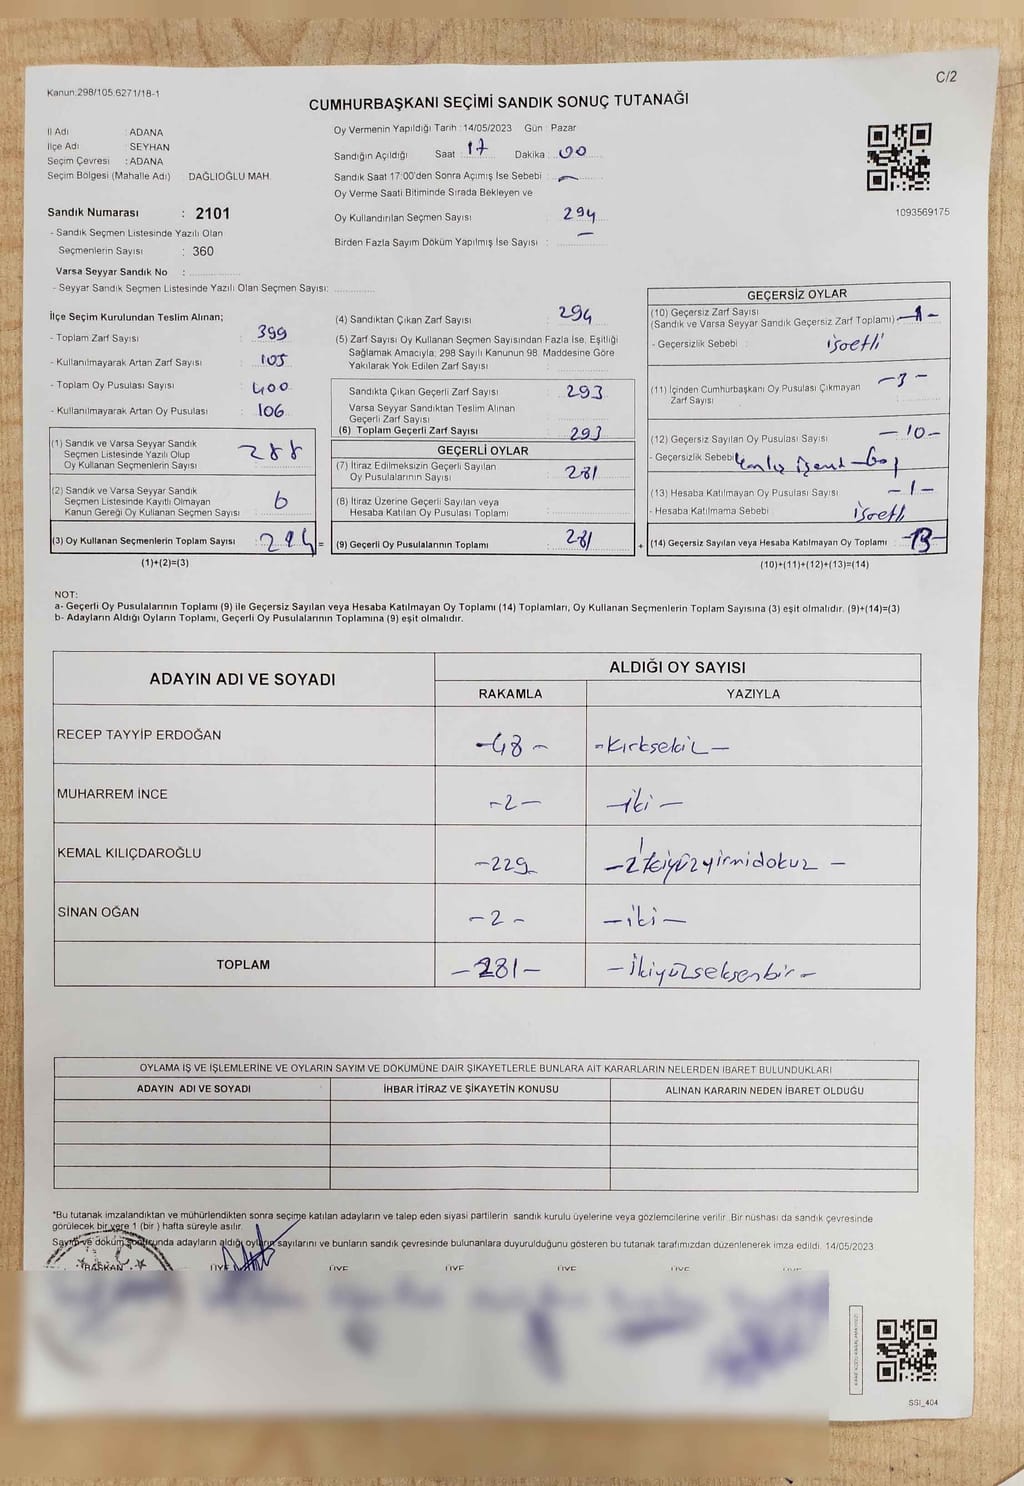 C/2
Kanun.298/105.6271/18-1
CUMHURBAŞKANI SEÇİMİ SANDIK SONUÇ TUTANAĞI
İl Adı : ADANA
İlçe Adı : SEYHAN
Seçim Çevresi : ADANA
Seçim Bölgesi (Mahalle Adı) DAĞLIOĞLU MAH.
Sandık Numarası : 2101
- Sandık Seçmen Listesinde Yazılı Olan
Seçmenlerin Sayısı : 360
Varsa Seyyar Sandık No :
- Seyyar Sandık Seçmen Listesinde Yazılı Olan Seçmen Sayısı:
Oy Vermenin Yapıldığı Tarih : 14/05/2023 Gün : Pazar
Sandığın Açıldığı Saat : 17 Dakika : 00
Sandık Saat 17:00'den Sonra Açımış İse Sebebi : —
Oy Verme Saati Bitiminde Sırada Bekleyen ve
Oy Kullandırılan Seçmen Sayısı : 294
Birden Fazla Sayım Döküm Yapılmış İse Sayısı : —
1093569175
İlçe Seçim Kurulundan Teslim Alınan;
- Toplam Zarf Sayısı : 399
- Kullanılmayarak Artan Zarf Sayısı : 105
- Toplam Oy Pusulası Sayısı : 400
- Kullanılmayarak Artan Oy Pusulası : 106
(1) Sandık ve Varsa Seyyar Sandık
Seçmen Listesinde Yazılı Olup
Oy Kullanan Seçmenlerin Sayısı : 288
(2) Sandık ve Varsa Seyyar Sandık
Seçmen Listesinde Kayıtlı Olmayan
Kanun Gereği Oy Kullanan Seçmen Sayısı : 6
(3) Oy Kullanan Seçmenlerin Toplam Sayısı : 294 =
(1)+(2)=(3)
(4) Sandıktan Çıkan Zarf Sayısı : 294
(5) Zarf Sayısı Oy Kullanan Seçmen Sayısından Fazla İse, Eşitliği
Sağlamak Amacıyla; 298 Sayılı Kanunun 98. Maddesine Göre
Yakılarak Yok Edilen Zarf Sayısı :
Sandıkta Çıkan Geçerli Zarf Sayısı : 293
Varsa Seyyar Sandıktan Teslim Alınan
Geçerli Zarf Sayısı :
(6) Toplam Geçerli Zarf Sayısı : 293
GEÇERLİ OYLAR
(7) İtiraz Edilmeksizin Geçerli Sayılan
Oy Pusulalarının Sayısı : 281
(8) İtiraz Üzerine Geçerli Sayılan veya
Hesaba Katılan Oy Pusulası Toplamı :
(9) Geçerli Oy Pusulalarının Toplamı : 281 +
GEÇERSİZ OYLAR
(10) Geçersiz Zarf Sayısı
(Sandık ve Varsa Seyyar Sandık Geçersiz Zarf Toplamı) : -1-
- Geçersizlik Sebebi : işaetli
(11) İçinden Cumhurbaşkanı Oy Pusulası Çıkmayan
Zarf Sayısı : -
(12) Geçersiz Sayılan Oy Pusulası Sayısı : -10-
- Geçersizlik Sebebi
(13) Hesaba Katılmayan Oy Pusulası Sayısı : -1-
- Hesaba Katılmama Sebebi : işaetli
(14) Geçersiz Sayılan veya Hesaba Katılmayan Oy Toplamı : 13-
(10)+(11)+(12)+(13)=(14)
NOT:
a- Geçerli Oy Pusulalarının Toplamı (9) ile Geçersiz Sayılan veya Hesaba Katılmayan Oy Toplamı (14) Toplamları, Oy Kullanan Seçmenlerin Toplam Sayısına (3) eşit olmalıdır. (9)+(14)=(3)
b- Adayların Aldığı Oyların Toplamı, Geçerli Oy Pusulalarının Toplamına (9) eşit olmalıdır.
ADAYIN ADI VE SOYADI ALDIĞI OY SAYISI
RAKAMLA YAZIYLA
RECEP TAYYİP ERDOĞAN -48- -Kırksekiz-
MUHARREM İNCE -2- -iki-
KEMAL KILIÇDAROĞLU -229- -ikiyüzyirmidokuz-
SİNAN OĞAN -2- -iki-
TOPLAM -281- -ikiyüzseksenbir-
OYLAMA İŞ VE İŞLEMLERİNE VE OYLARIN SAYIM VE DÖKÜMÜNE DAİR ŞİKAYETLERLE BUNLARA AİT KARARLARIN NELERDEN İBARET BULUNDUKLARI
ADAYIN ADI VE SOYADI İHBAR İTİRAZ VE ŞİKAYETİN KONUSU ALINAN KARARIN NEDEN İBARET OLDUĞU
*Bu tutanak imzalandıktan ve mühürlendikten sonra seçime katılan adayların ve talep eden siyasi partilerin sandık kurulu üyelerine veya gözlemcilerine verilir. Bir nüshası da sandık çevresinde
görülecek bir yere 1 (bir) hafta süreyle asılır.
Sayım ve döküm sonunda adayların aldığı oyların sayılarını ve bunların sandık çevresinde bulunanlara duyurulduğunu gösteren bu tutanak tarafımızdan düzenlenerek imza edildi. 14/05/2023
BAŞKAN ÜYE ÜYE ÜYE ÜYE ÜYE ÜYE
SSI_404